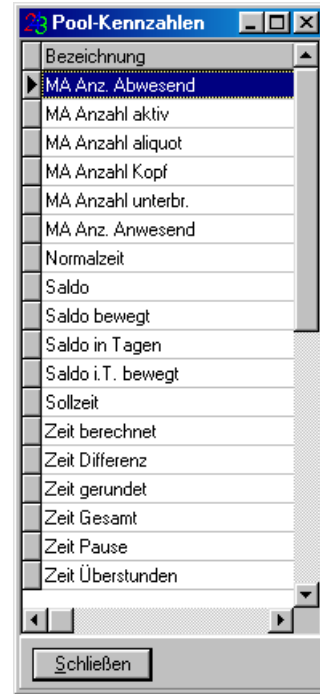 23 Pool-Kennzahlen
Bezeichnung
MA Anz. Abwesend
MA Anzahl aktiv
MA Anzahl aliquot
MA Anzahl Kopf
MA Anzahl unterbr.
MA Anz. Anwesend
Normalzeit
Saldo
Saldo bewegt
Saldo in Tagen
Saldo i.T. bewegt
Sollzeit
Zeit berechnet
Zeit Differenz
Zeit gerundet
Zeit Gesamt
Zeit Pause
Zeit Überstunden
Schließen